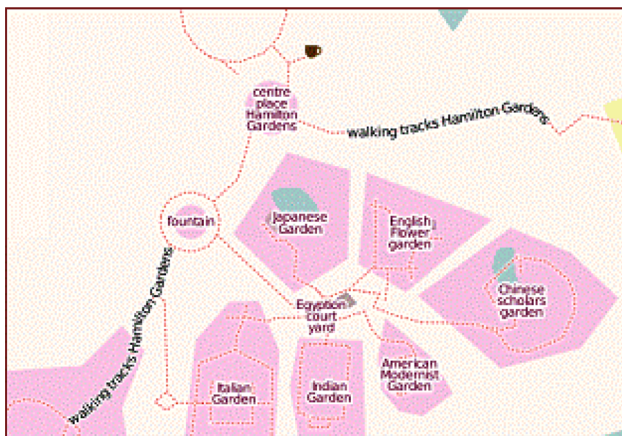 centre
place
Hamilton
Gardens
walking tracks Hamilton Gardens
fountain
Japanese
Garden
English
Flower
garden
Chinese
scholars
garden
Egyption
court
yard
walking tracks Hamilton Gardens
American
Modernist
Garden
Italian
Garden
Indian
Garden